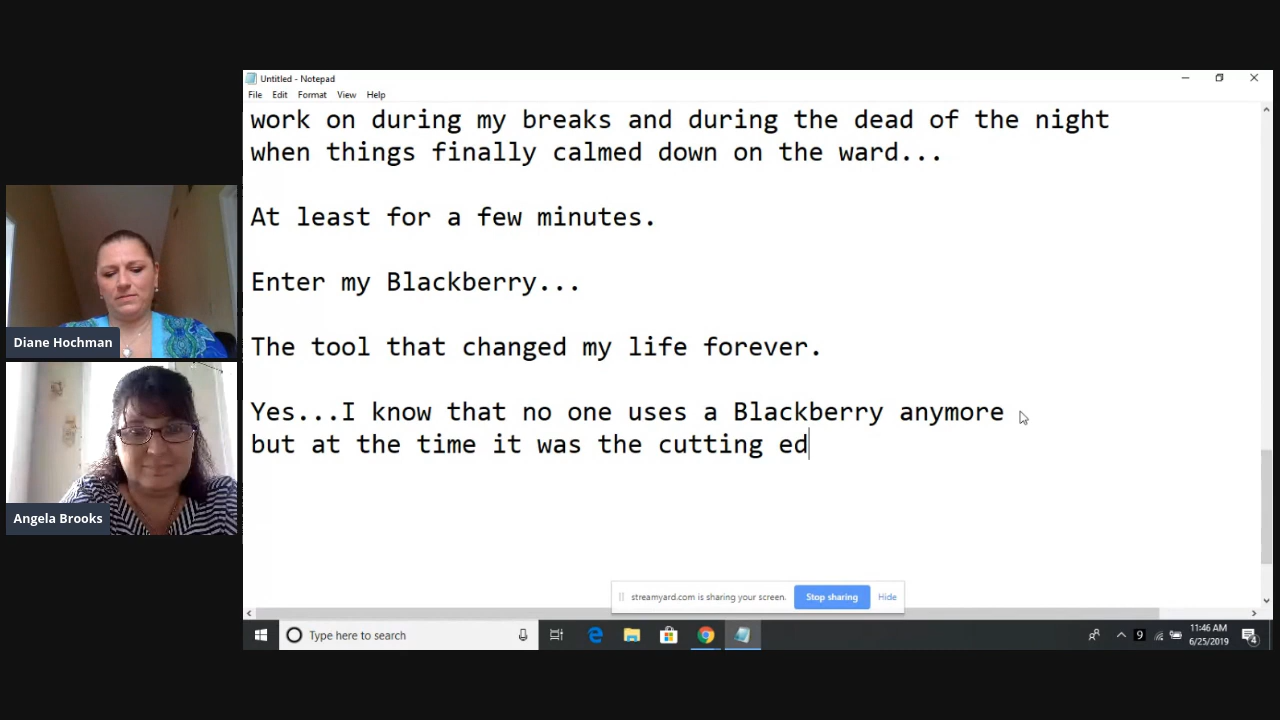 Untitled - Notepad
File Edit Format View Help
work on during my breaks and during the dead of the night
when things finally calmed down on the ward...
At least for a few minutes.
Enter my Blackberry...
The tool that changed my life forever.
Yes...I know that no one uses a Blackberry anymore
but at the time it was the cutting ed
Diane Hochman
Angela Brooks
streamyard.com is sharing your screen. Stop sharing Hide
Type here to search
9
11:46 AM
6/25/2019
4